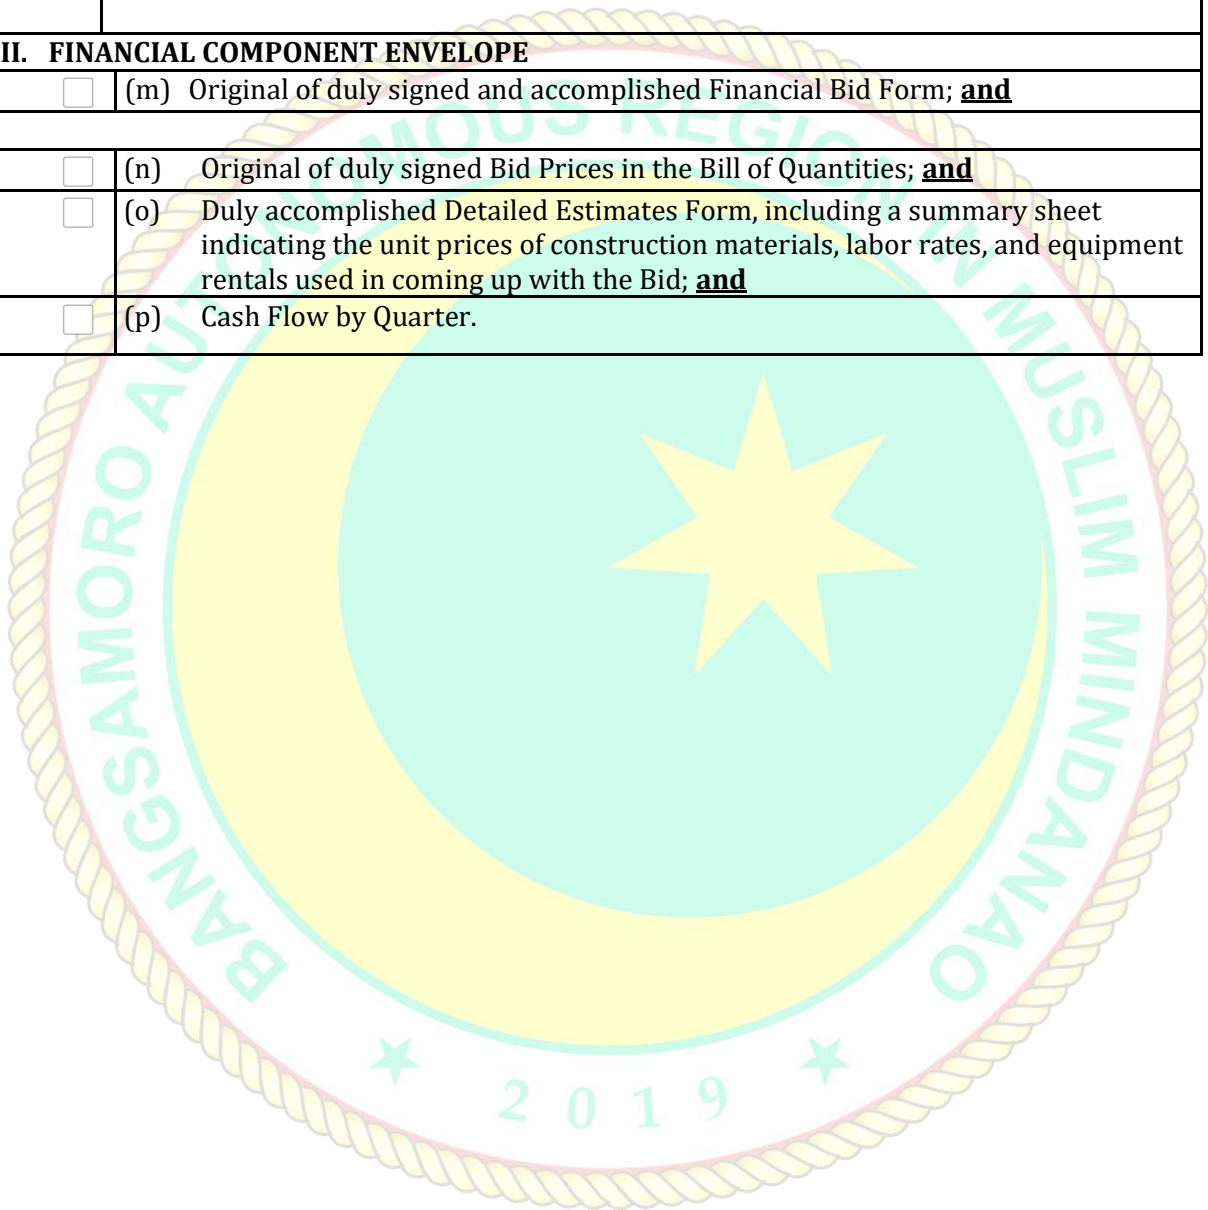 II. FINANCIAL COMPONENT ENVELOPE
(m) Original of duly signed and accomplished Financial Bid Form; and
(n) Original of duly signed Bid Prices in the Bill of Quantities; and
(o) Duly accomplished Detailed Estimates Form, including a summary sheet
indicating the unit prices of construction materials, labor rates, and equipment
rentals used in coming up with the Bid; and
(p) Cash Flow by Quarter.
BANGSAMORO AUTONOMOUS REGION IN MUSLIM MINDANAO
2019